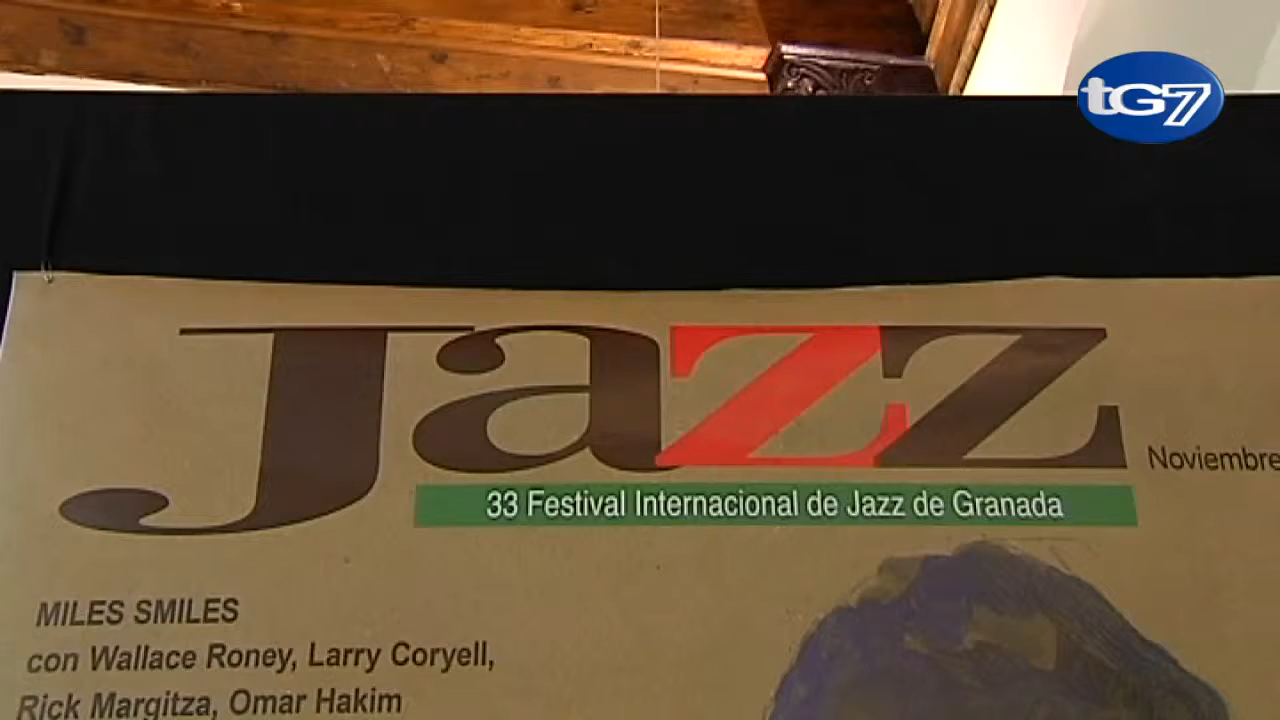 tG7
Jazz
Noviembre
33 Festival Internacional de Jazz de Granada
MILES SMILES
con Wallace Roney, Larry Coryell,
Rick Margitza, Omar Hakim